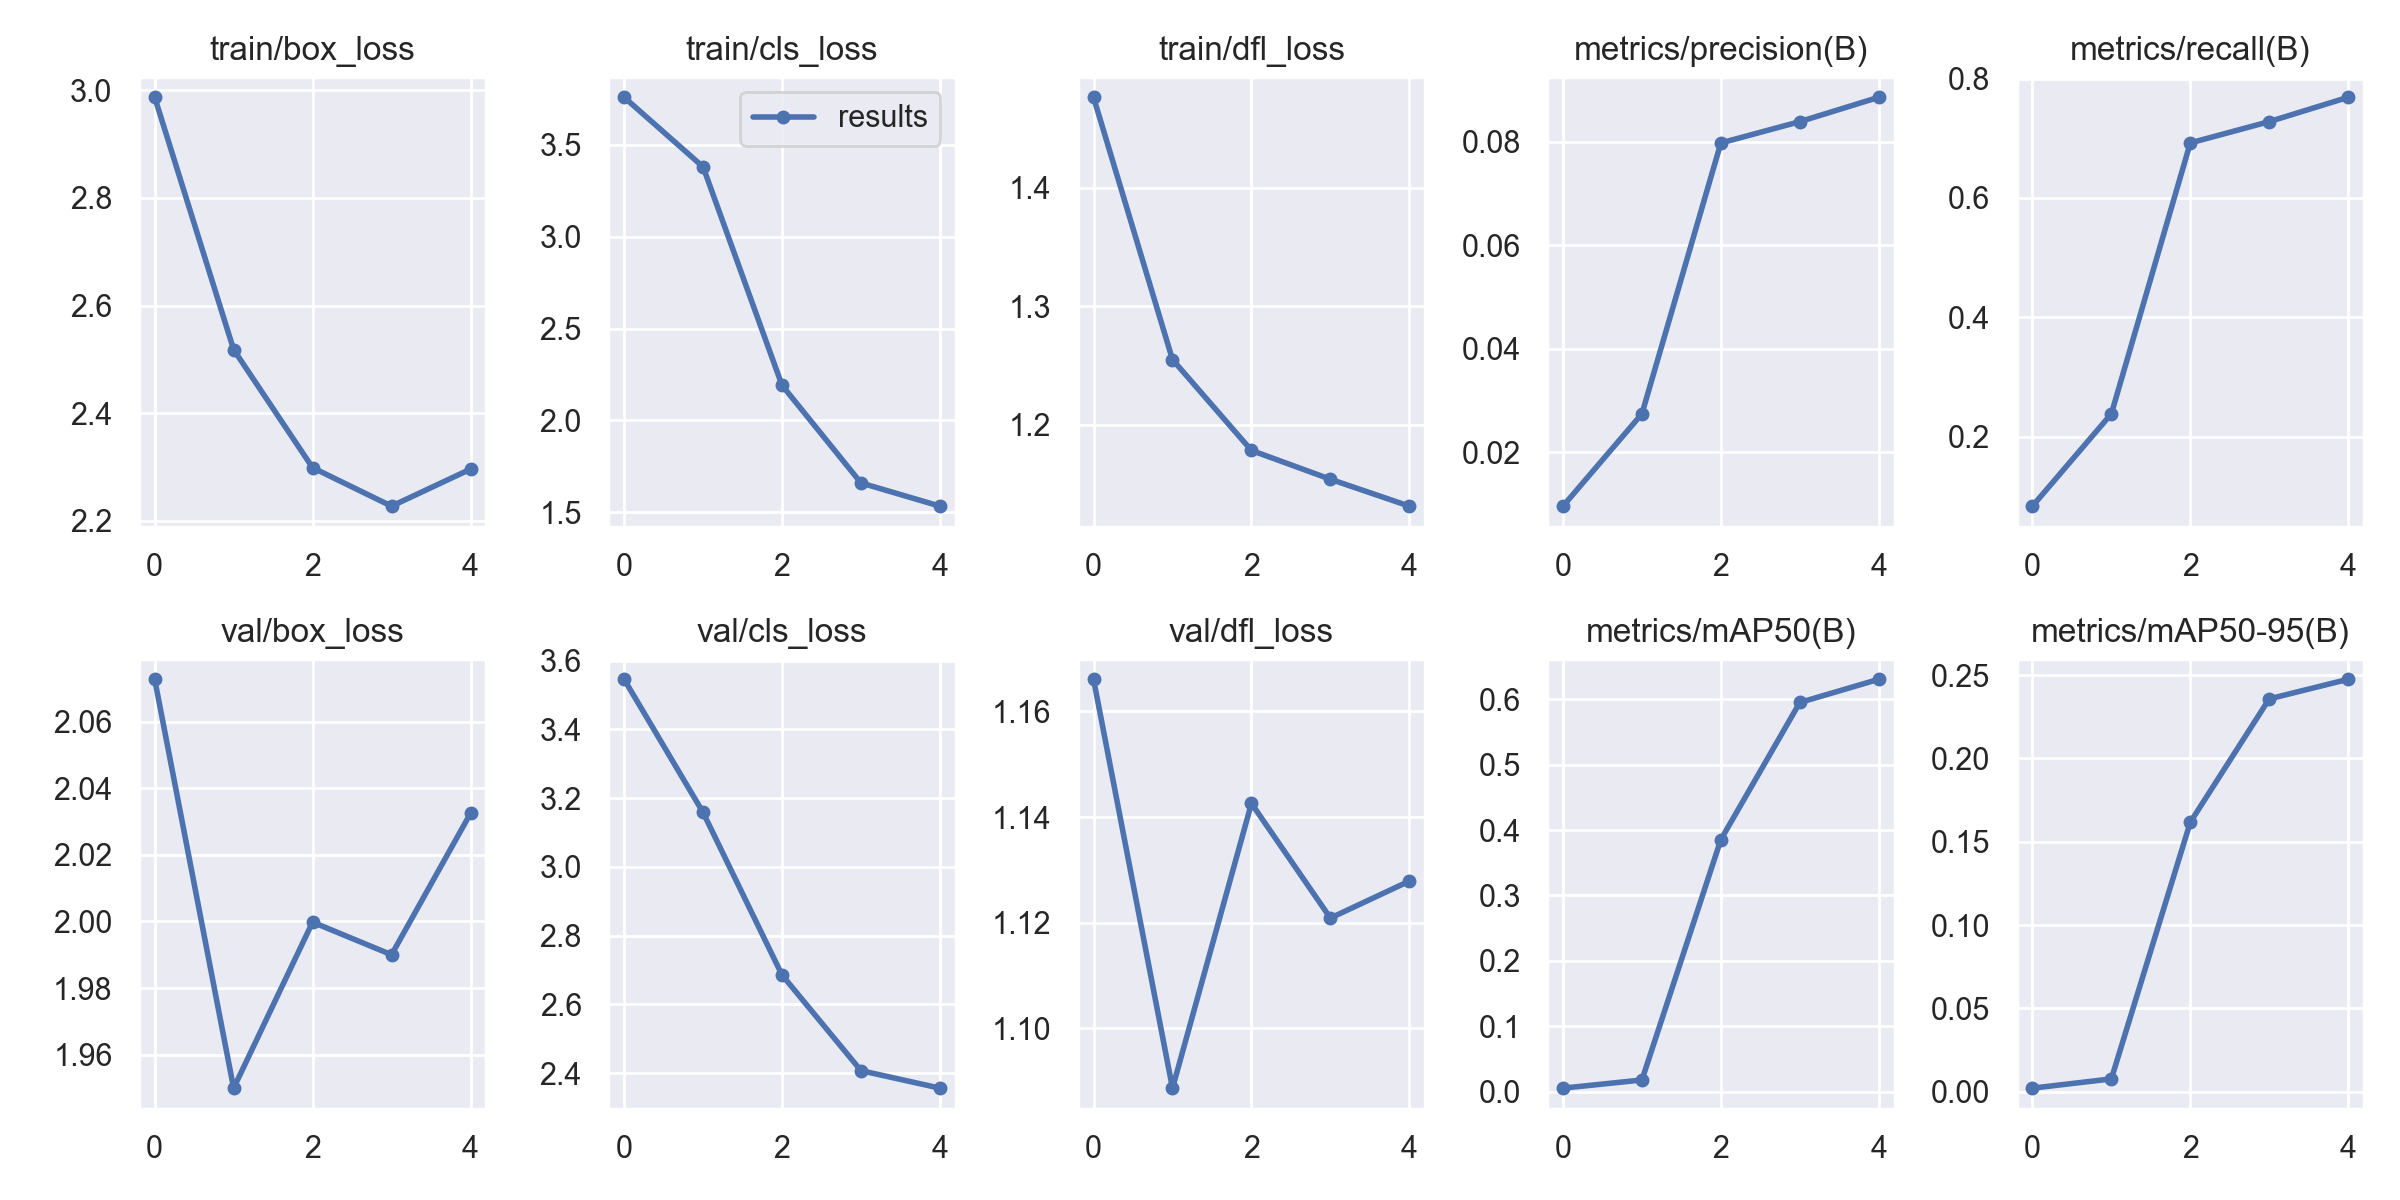 train/box_loss
3.0
2.8
2.6
2.4
2.2
0 2 4
train/cls_loss
results
3.5
3.0
2.5
2.0
1.5
0 2 4
train/dfl_loss
1.4
1.3
1.2
0 2 4
metrics/precision(B)
0.08
0.06
0.04
0.02
0 2 4
metrics/recall(B)
0.8
0.6
0.4
0.2
0 2 4
val/box_loss
2.06
2.04
2.02
2.00
1.98
1.96
0 2 4
val/cls_loss
3.6
3.4
3.2
3.0
2.8
2.6
2.4
0 2 4
val/dfl_loss
1.16
1.14
1.12
1.10
0 2 4
metrics/mAP50(B)
0.6
0.5
0.4
0.3
0.2
0.1
0.0
0 2 4
metrics/mAP50-95(B)
0.25
0.20
0.15
0.10
0.05
0.00
0 2 4